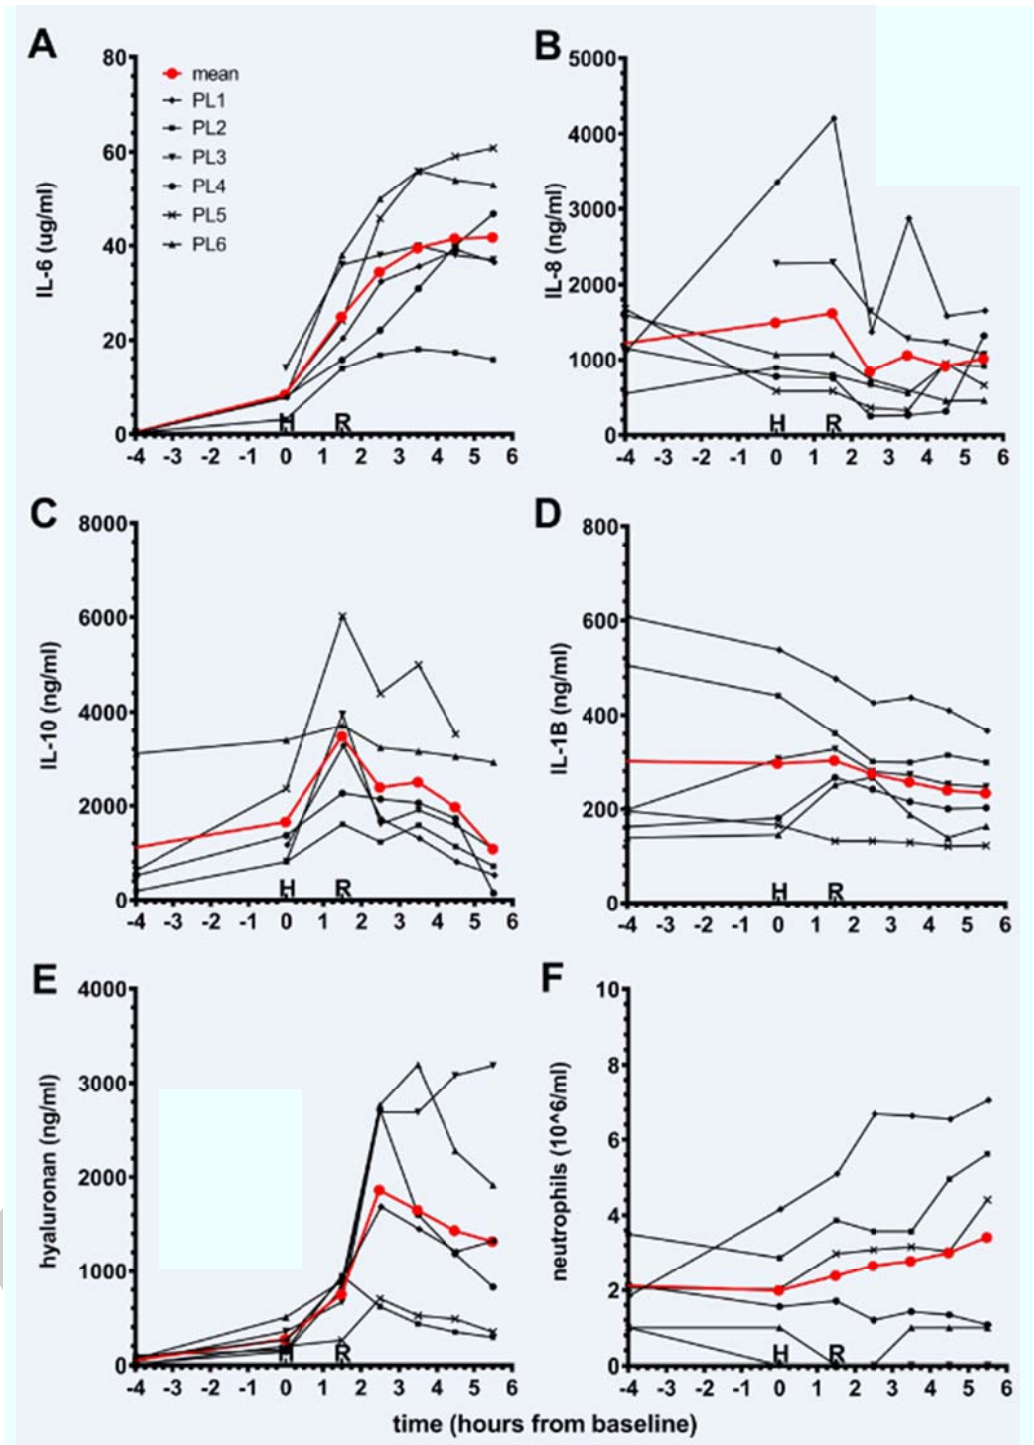 A
IL-6 (ug/ml)
80
60
40
20
0
mean
PL1
PL2
PL3
PL4
PL5
PL6
H R
-4 -3 -2 -1 0 1 2 3 4 5 6
B
IL-8 (ng/ml)
5000
4000
3000
2000
1000
0
H R
-4 -3 -2 -1 0 1 2 3 4 5 6
C
IL-10 (ng/ml)
8000
6000
4000
2000
0
H R
-4 -3 -2 -1 0 1 2 3 4 5 6
D
IL-1B (ng/ml)
800
600
400
200
0
H R
-4 -3 -2 -1 0 1 2 3 4 5 6
E
hyaluronan (ng/ml)
4000
3000
2000
1000
0
H R
-4 -3 -2 -1 0 1 2 3 4 5 6
F
neutrophils (10^6/ml)
10
8
6
4
2
0
H R
-4 -3 -2 -1 0 1 2 3 4 5 6
time (hours from baseline)